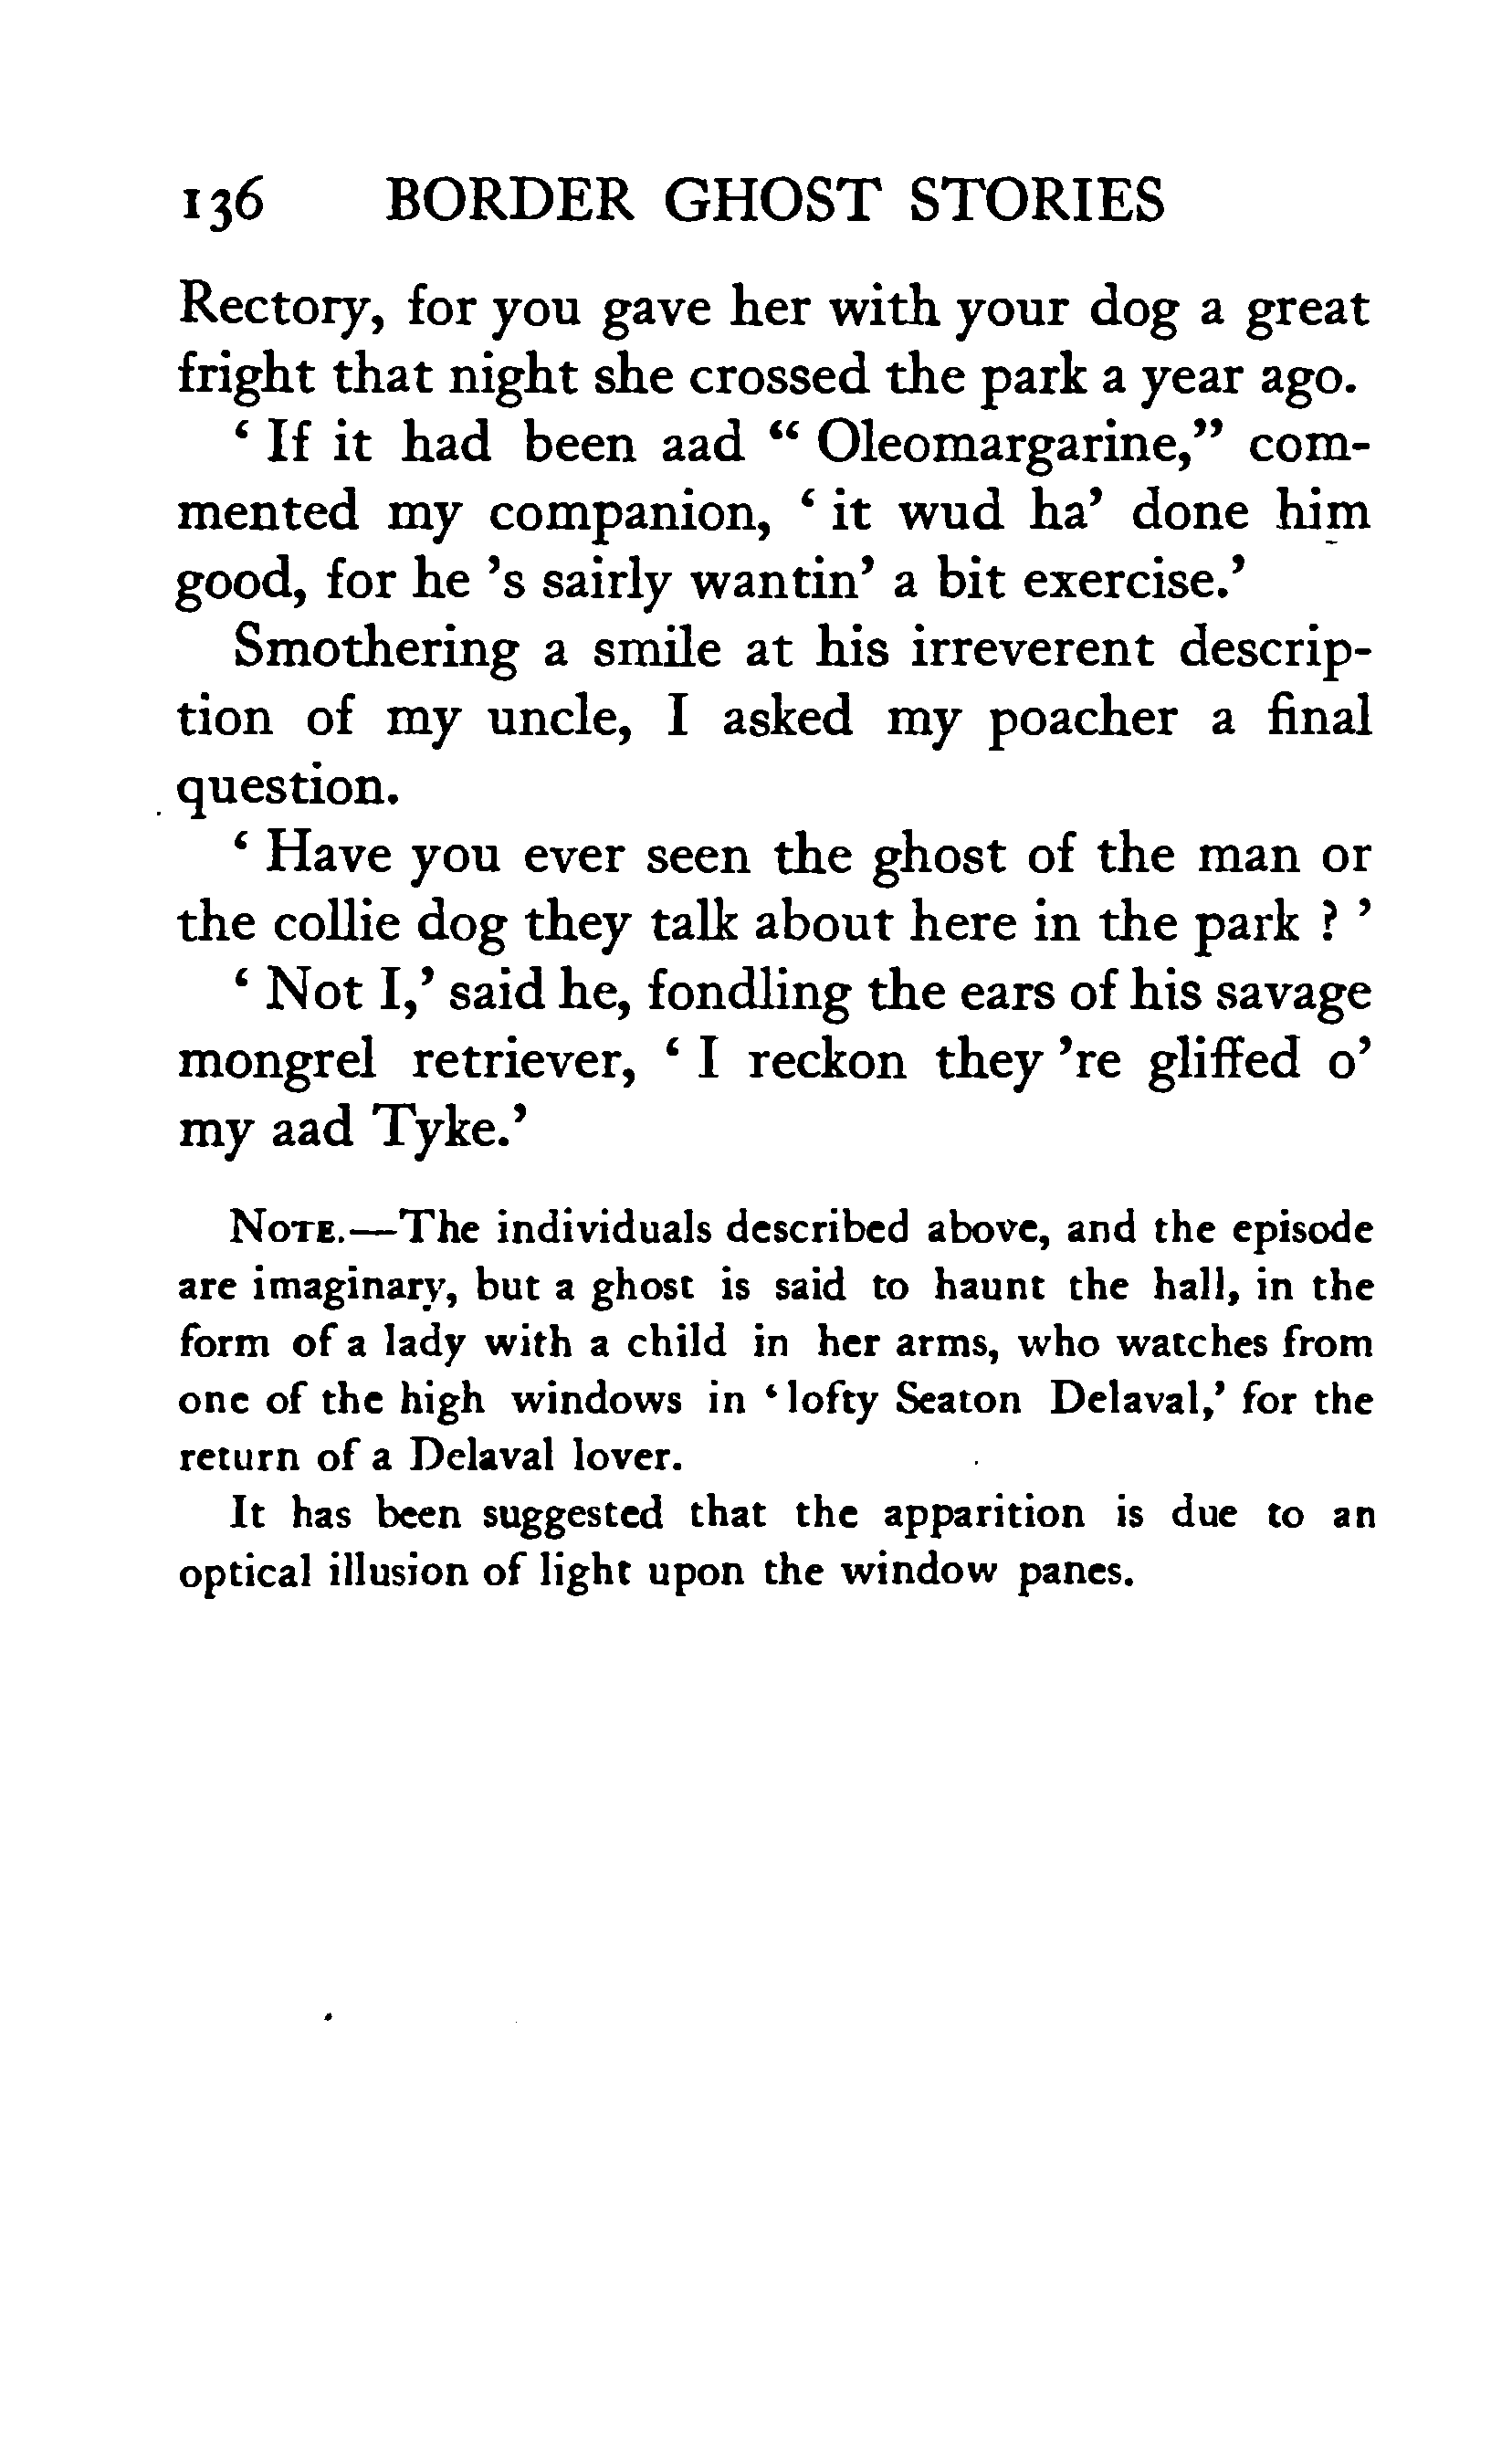 136 BORDER GHOST STORIES
Rectory, for you gave her with your dog a great
fright that night she crossed the park a year ago.
‘ If it had been aad “ Oleomargarine,” com-
mented my companion, ‘ it wud ha’ done him
good, for he ’s sairly wantin’ a bit exercise.’
Smothering a smile at his irreverent descrip-
tion of my uncle, I asked my poacher a final
question.
‘ Have you ever seen the ghost of the man or
the collie dog they talk about here in the park ? ’
‘ Not I,’ said he, fondling the ears of his savage
mongrel retriever, ‘ I reckon they ’re gliffed o’
my aad Tyke.’
NOTE.—The individuals described above, and the episode
are imaginary, but a ghost is said to haunt the hall, in the
form of a lady with a child in her arms, who watches from
one of the high windows in ‘ lofty Seaton Delaval,’ for the
return of a Delaval lover.
It has been suggested that the apparition is due to an
optical illusion of light upon the window panes.